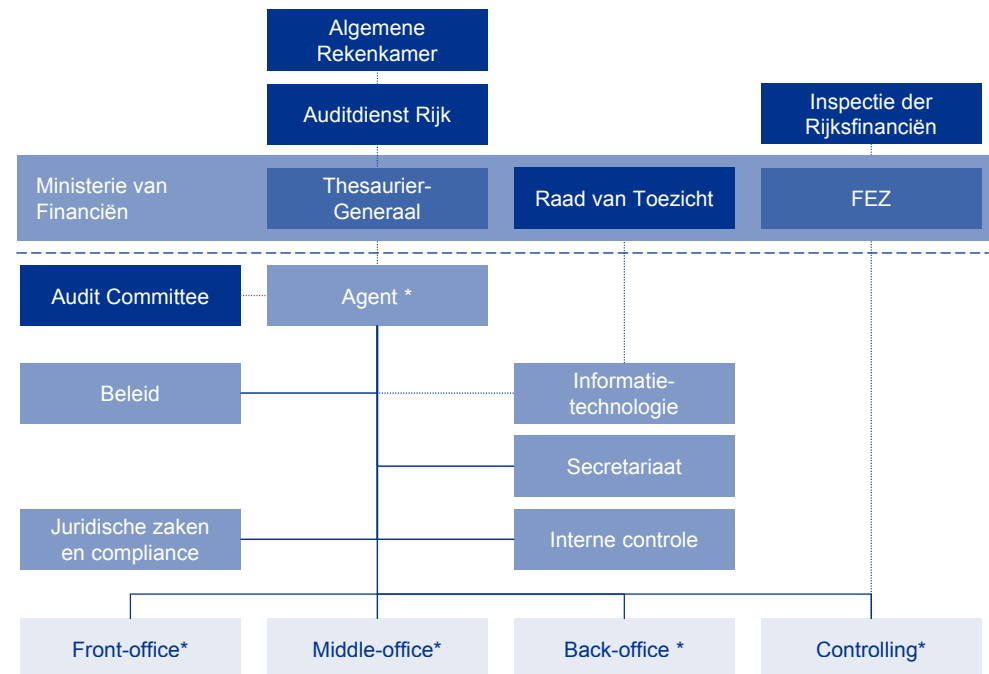 Algemene
Rekenkamer
Auditdienst Rijk
Inspectie der
Rijksfinanciën
Ministerie van
Financiën
Thesaurier-
Generaal
Raad van Toezicht
FEZ
Audit Committee
Agent *
Beleid
Informatie-
technologie
Secretariaat
Juridische zaken
en compliance
Interne controle
Front-office*
Middle-office*
Back-office *
Controlling*